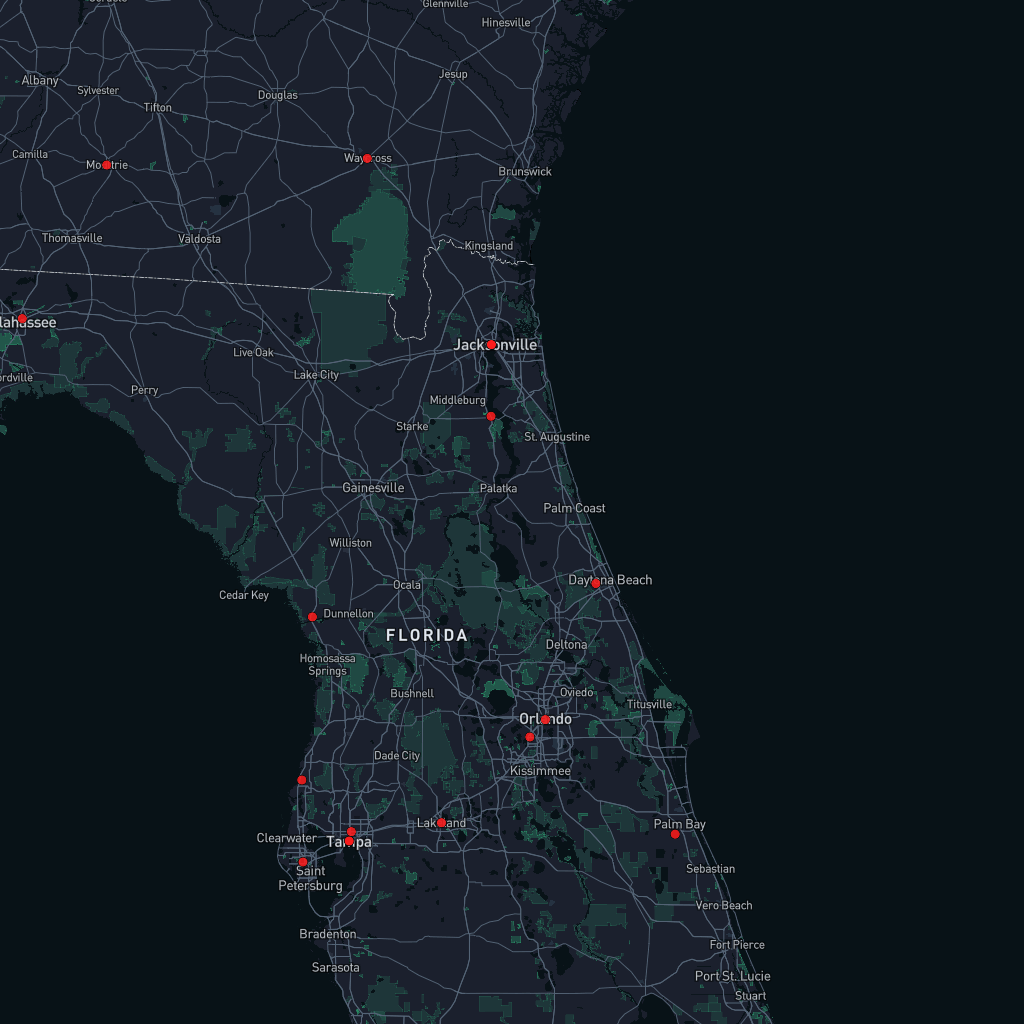 Glennville
Hinesville
Jesup
Albany
Sylvester
Douglas
Tifton
Camilla
Moultrie
Waycross
Brunswick
Thomasville
Valdosta
Kingsland
lahassee
Jacksonville
Live Oak
Lake City
ordville
Perry
Middleburg
Starke
St. Augustine
Gainesville
Palatka
Palm Coast
Williston
Daytona Beach
Ocala
Cedar Key
Dunnellon
FLORIDA
Deltona
Homosassa
Springs
Bushnell
Oviedo
Titusville
Orlando
Dade City
Kissimmee
Lakeland
Palm Bay
Clearwater
Tampa
Saint
Petersburg
Sebastian
Vero Beach
Bradenton
Fort Pierce
Sarasota
Port St. Lucie
Stuart